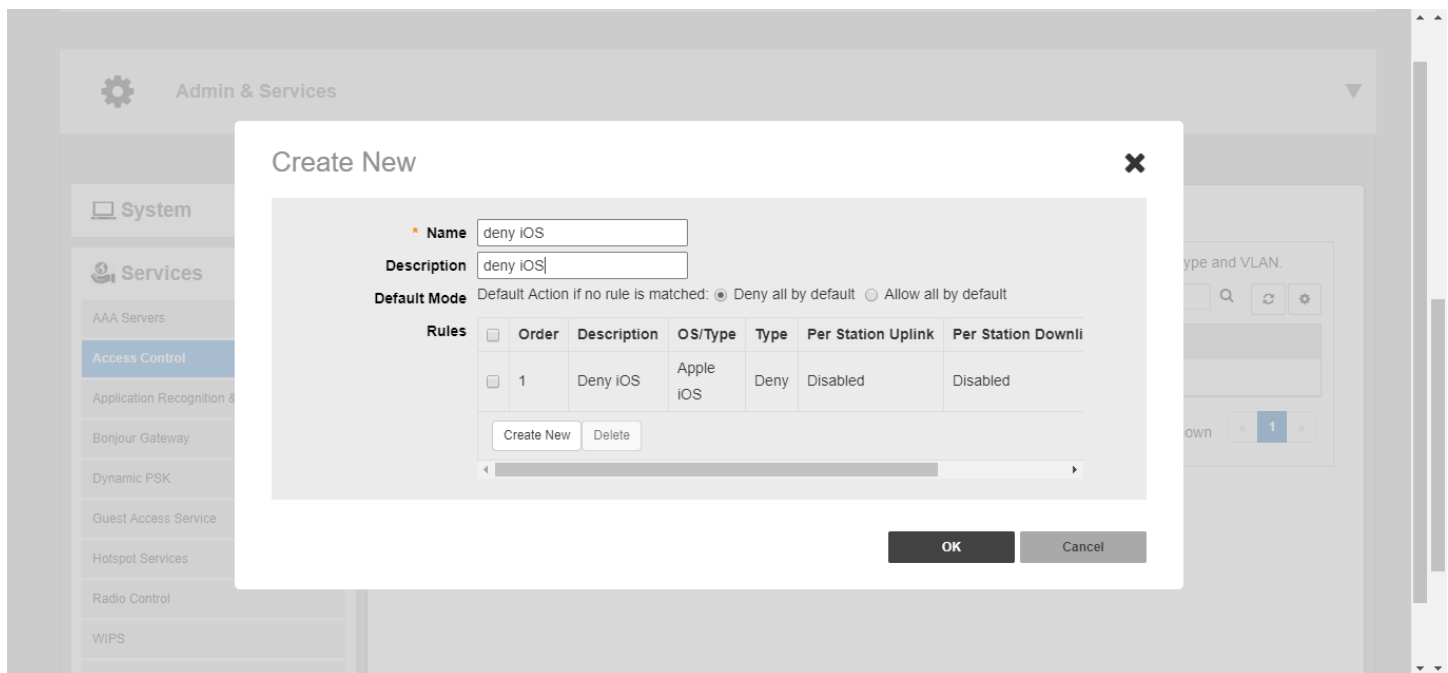 Admin & Services
Create New
System
* Name deny iOS
Description deny iOS
Services
ype and VLAN.
Default Mode Default Action if no rule is matched: Deny all by default Allow all by default
AAA Servers
Rules Order Description OS/Type Type Per Station Uplink Per Station Downli
Access Control
1 Deny iOS Apple iOS Deny Disabled Disabled
Application Recognition &
Create New Delete
Bonjour Gateway
own « 1 »
Dynamic PSK
Guest Access Service
OK Cancel
Hotspot Services
Radio Control
WIPS